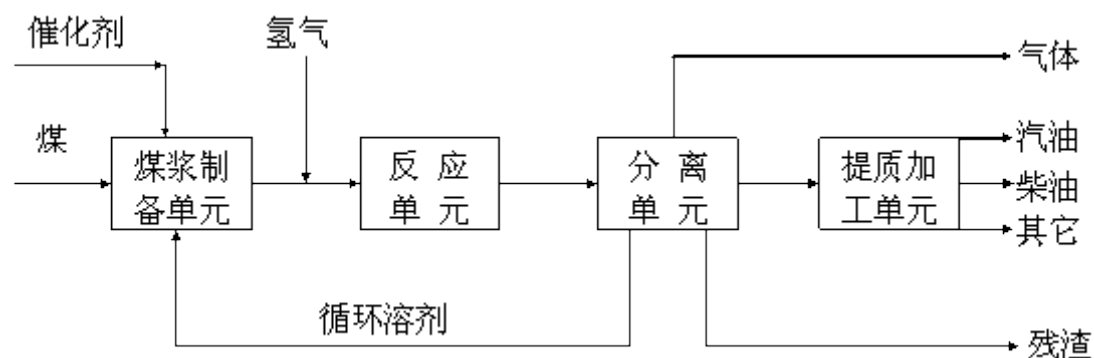 催化剂
氢气
气体
煤
煤浆制
备单元
反 应
单 元
分 离
单 元
提质加
工单元
汽油
柴油
其它
循环溶剂
残渣